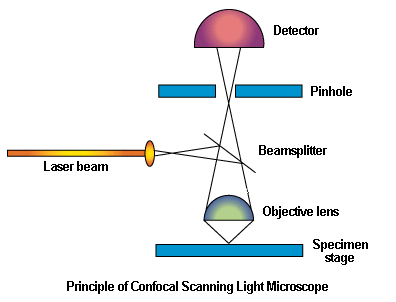 Detector
Pinhole
Beamsplitter
Laser beam
Objective lens
Specimen
stage
Principle of Confocal Scanning Light Microscope